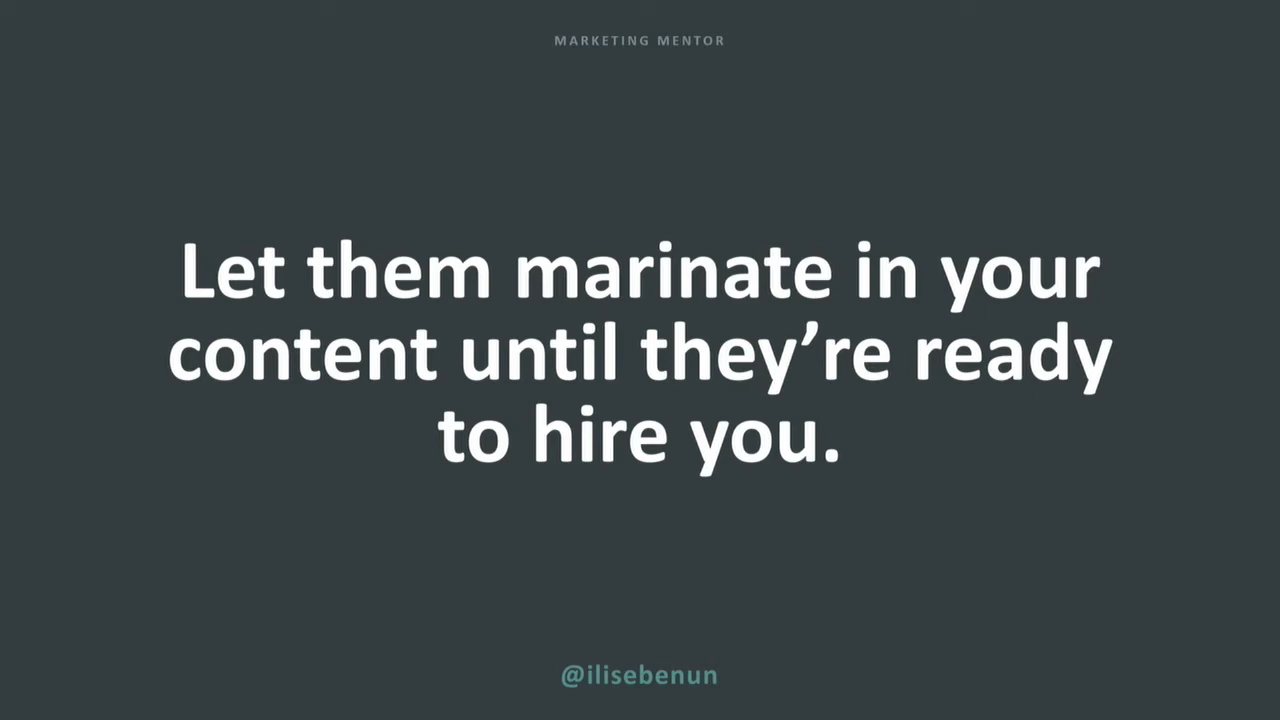 MARKETING MENTOR
Let them marinate in your
content until they’re ready
to hire you.
@ilisebenun